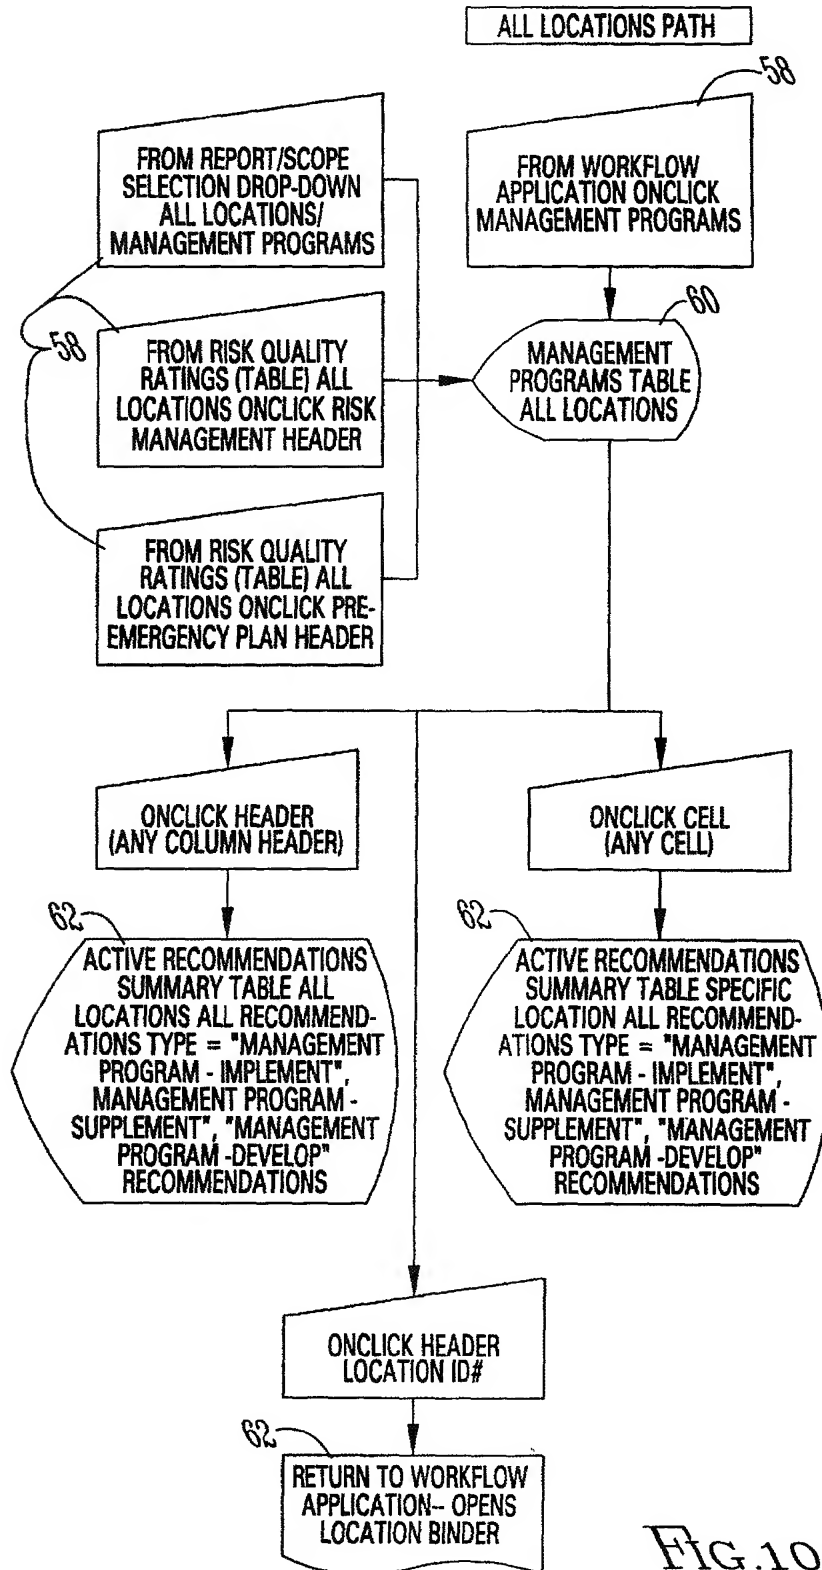 ALL LOCATIONS PATH
58
FROM REPORT/SCOPE
SELECTION DROP-DOWN
ALL LOCATIONS/
MANAGEMENT PROGRAMS
FROM WORKFLOW
APPLICATION ONCLICK
MANAGEMENT PROGRAMS
58
FROM RISK QUALITY
RATINGS (TABLE) ALL
LOCATIONS ONCLICK RISK
MANAGEMENT HEADER
60
MANAGEMENT
PROGRAMS TABLE
ALL LOCATIONS
FROM RISK QUALITY
RATINGS (TABLE) ALL
LOCATIONS ONCLICK PRE-
EMERGENCY PLAN HEADER
ONCLICK HEADER
(ANY COLUMN HEADER)
ONCLICK CELL
(ANY CELL)
62
ACTIVE RECOMMENDATIONS
SUMMARY TABLE ALL
LOCATIONS ALL RECOMMEND-
ATIONS TYPE = "MANAGEMENT
PROGRAM - IMPLEMENT",
MANAGEMENT PROGRAM -
SUPPLEMENT", "MANAGEMENT
PROGRAM -DEVELOP"
RECOMMENDATIONS
62
ACTIVE RECOMMENDATIONS
SUMMARY TABLE SPECIFIC
LOCATION ALL RECOMMEND-
ATIONS TYPE = "MANAGEMENT
PROGRAM - IMPLEMENT",
MANAGEMENT PROGRAM -
SUPPLEMENT", "MANAGEMENT
PROGRAM -DEVELOP"
RECOMMENDATIONS
ONCLICK HEADER
LOCATION ID#
62
RETURN TO WORKFLOW
APPLICATION-- OPENS
LOCATION BINDER
FIG.10